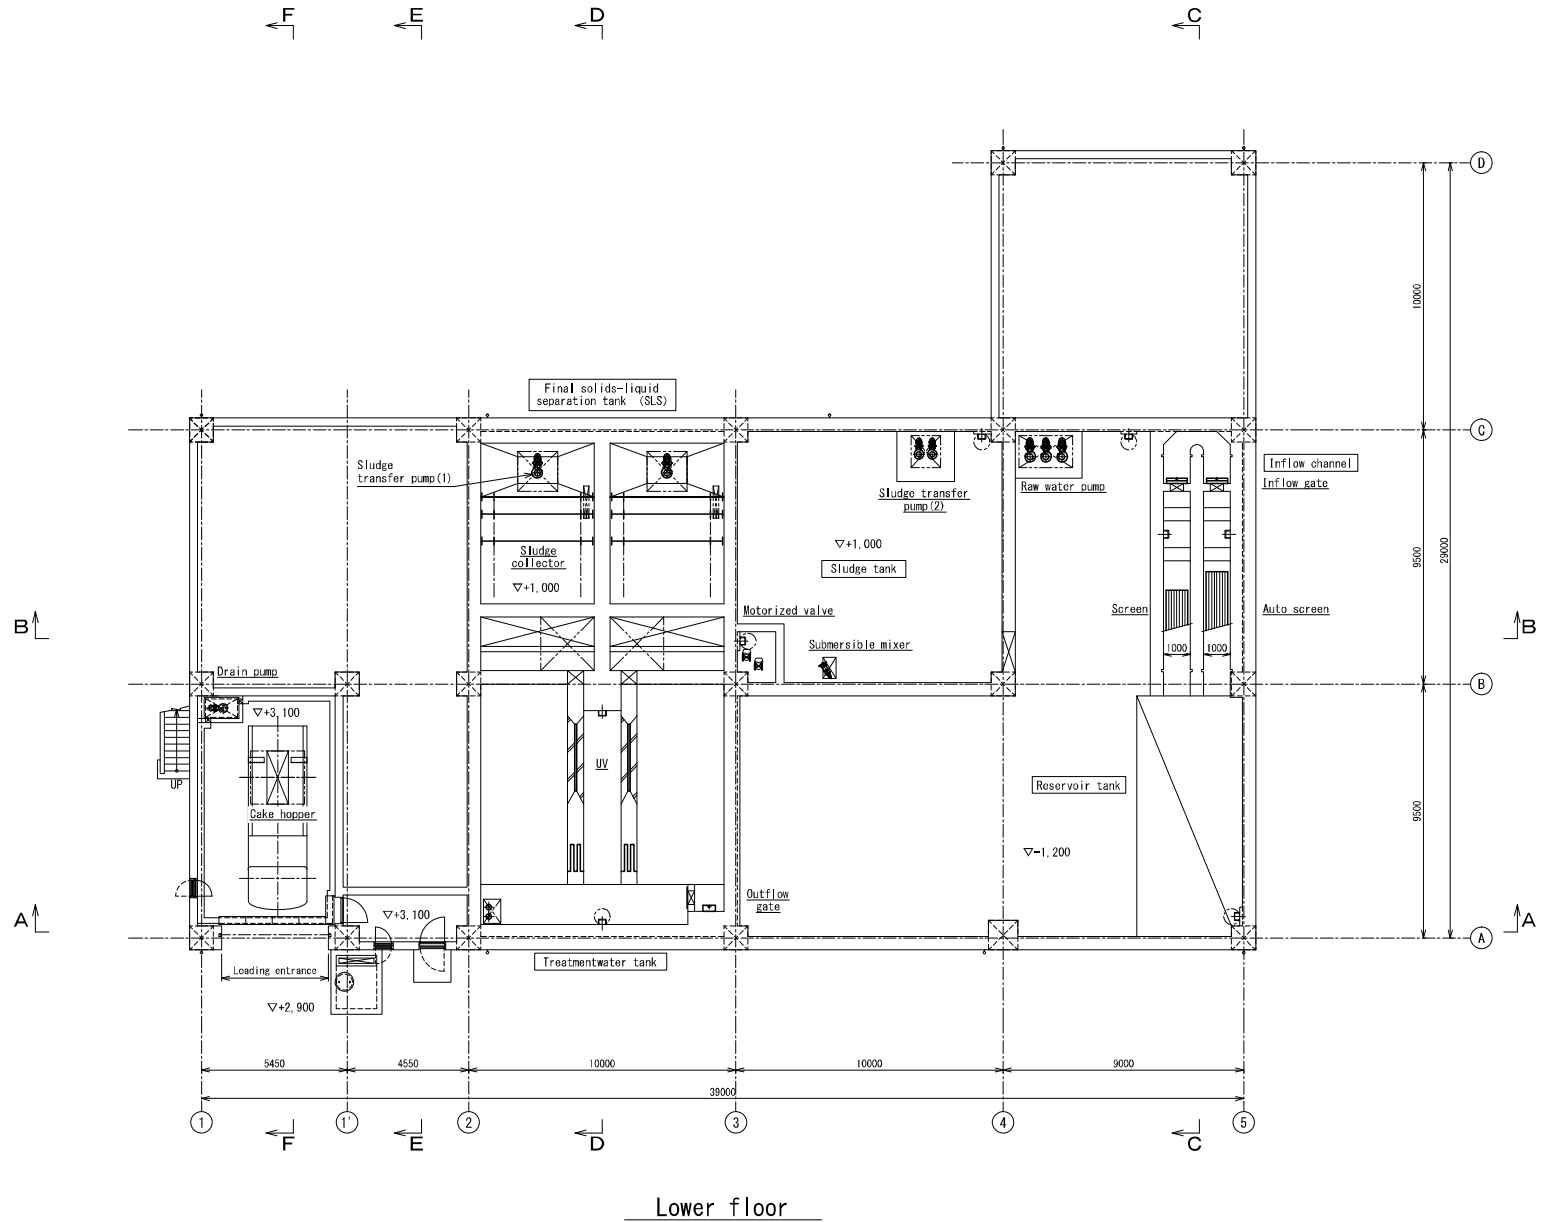 F
E
D
C
D
Final solids-liquid
separation tank (SLS)
C
Sludge
transfer pump(1)
Sludge transfer
pump(2)
Raw water pump
Inflow channel
Inflow gate
10000
9500
29000
9500
▽+1,000
Sludge tank
Sludge
collector
▽+1,000
Motorized valve
Submersible mixer
Screen
Auto screen
1000
1000
B
B
B
Drain pump
▽+3,100
UP
Cake hopper
UV
Reservoir tank
▽-1,200
Outflow
gate
A
▽+3,100
A
A
Loading entrance
Treatmentwater tank
▽+2,900
5450
4550
10000
10000
9000
39000
1
1'
2
3
4
5
F
E
D
C
Lower floor